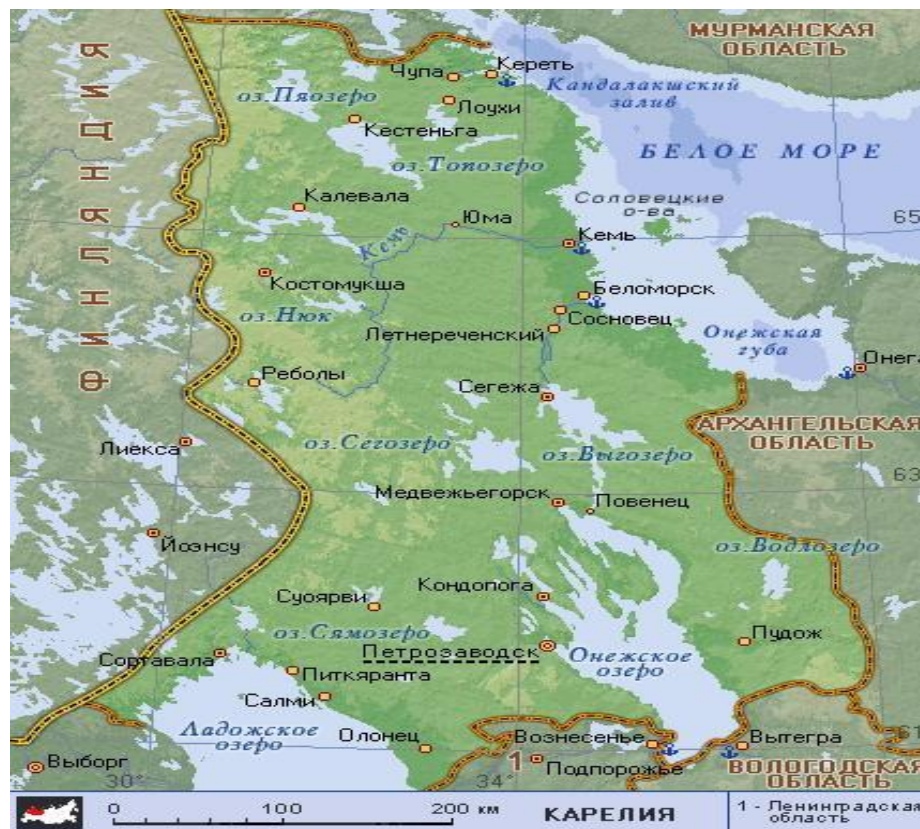 МУРМАНСКАЯ
ОБЛАСТЬ
Кереть
Чупа
Кандалакшский
залив
оз.Пяозеро
Лоухи
Кестеньга
БЕЛОЕ МОРЕ
оз.Топозеро
ФИНЛЯНДИЯ
Калевала
Соловецкие
о-ва
65
Юма
Кемь
Кемь
Костомукша
Беломорск
оз.Нюк
Сосновец
Летнереченский
Онежская
губа
Онега
Реболы
Сегежа
АРХАНГЕЛЬСКАЯ
ОБЛАСТЬ
Лиекса
оз.Сегозеро
оз.Выгозеро
63
Медвежьегорск
Повенец
Йоэнсу
оз.Водлозеро
Кондопога
Суоярви
оз.Сямозеро
Пудож
Петрозаводск
Сортавала
Онежское
озеро
Питкяранта
Салми
Ладожское
озеро
Олонец
Вознесенье
Вытегра
61
1
Выборг
30°
34°
Подпорожье
ВОЛОГОДСКАЯ
ОБЛАСТЬ
0 100 200 км
КАРЕЛИЯ
1 - Ленинградская
область